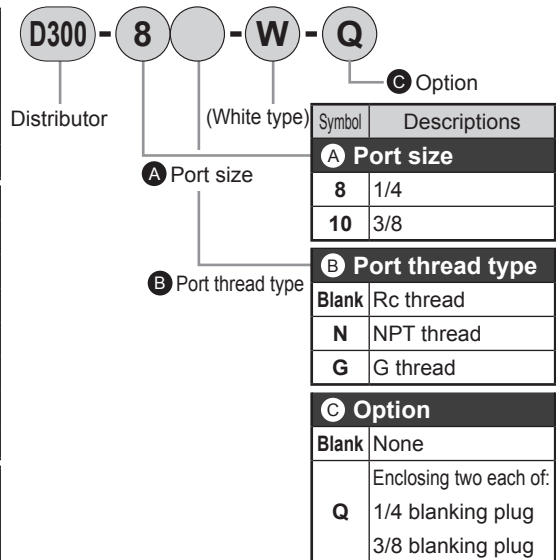 D300 - 8 - W - Q
C Option
Distributor
(White type)
A Port size
B Port thread type
Symbol Descriptions
A Port size
8 1/4
10 3/8
B Port thread type
Blank Rc thread
N NPT thread
G G thread
C Option
Blank None
Q Enclosing two each of:
1/4 blanking plug
3/8 blanking plug